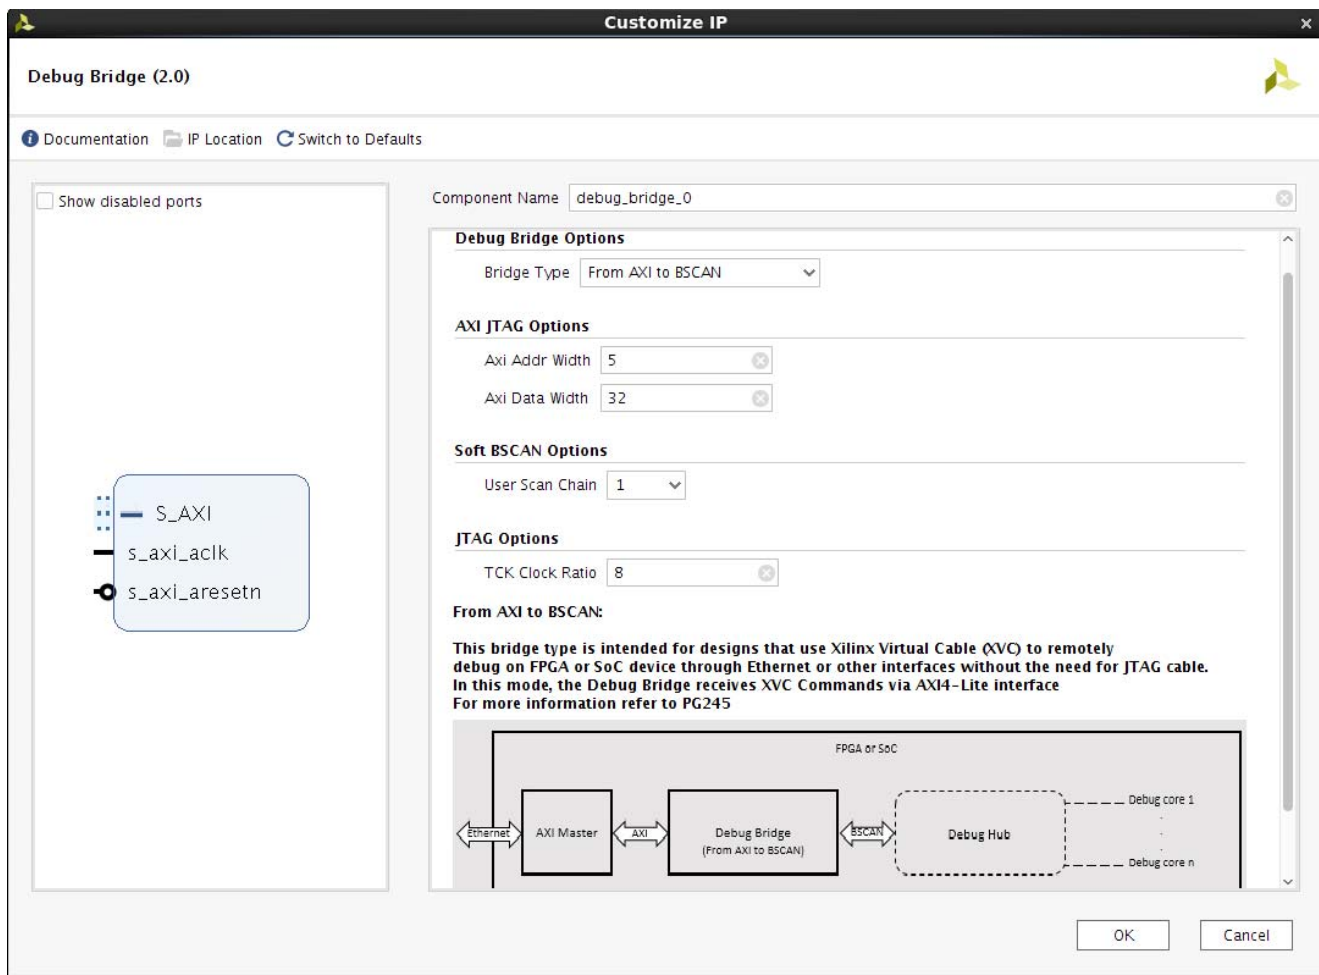 Customize IP
Debug Bridge (2.0)
Documentation IP Location Switch to Defaults
Show disabled ports
S_AXI
s_axi_aclk
s_axi_aresetn
Component Name debug_bridge_0
Debug Bridge Options
Bridge Type From AXI to BSCAN
AXI JTAG Options
Axi Addr Width 5
Axi Data Width 32
Soft BSCAN Options
User Scan Chain 1
JTAG Options
TCK Clock Ratio 8
From AXI to BSCAN:
This bridge type is intended for designs that use Xilinx Virtual Cable (XVC) to remotely
debug on FPGA or SoC device through Ethernet or other interfaces without the need for JTAG cable.
In this mode, the Debug Bridge receives XVC Commands via AXI4-Lite interface
For more information refer to PG245
FPGA or SoC
Ethernet AXI Master AXI Debug Bridge BSCAN Debug Hub Debug core 1
(From AXI to BSCAN)
Debug core n
OK Cancel